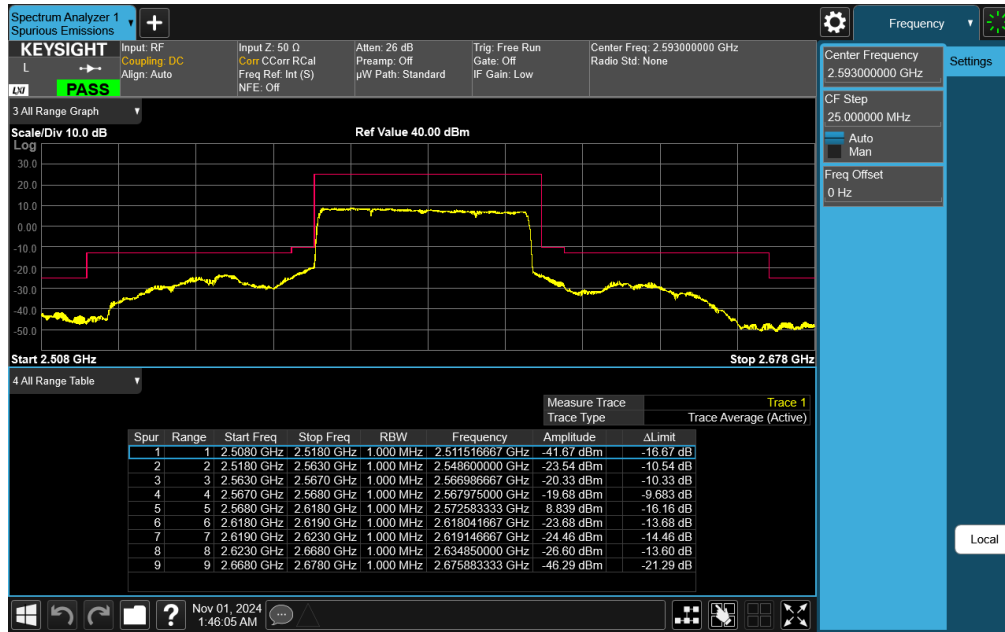 Spectrum Analyzer 1
Spurious Emissions
▼
+
Frequency ▼
KEYSIGHT
L
LXI
PASS
Input: RF
Coupling: DC
Align: Auto
Input Z: 50 Ω
Corr CCorr RCal
Freq Ref: Int (S)
NFE: Off
Atten: 26 dB
Preamp: Off
µW Path: Standard
Trig: Free Run
Gate: Off
IF Gain: Low
Center Freq: 2.593000000 GHz
Radio Std: None
Center Frequency
2.593000000 GHz
CF Step
25.000000 MHz
Auto
Man
Freq Offset
0 Hz
Settings
Local
3 All Range Graph ▼
Scale/Div 10.0 dB
Ref Value 40.00 dBm
Log
30.0
20.0
10.0
0.00
-10.0
-20.0
-30.0
-40.0
-50.0
Start 2.508 GHz
Stop 2.678 GHz
4 All Range Table ▼
Measure Trace Trace 1
Trace Type Trace Average (Active)
Spur Range Start Freq Stop Freq RBW Frequency Amplitude ΔLimit
1 1 2.5080 GHz 2.5180 GHz 1.000 MHz 2.511516667 GHz -41.67 dBm -16.67 dB
2 2 2.5180 GHz 2.5630 GHz 1.000 MHz 2.548600000 GHz -23.54 dBm -10.54 dB
3 3 2.5630 GHz 2.5670 GHz 1.000 MHz 2.566986667 GHz -20.33 dBm -10.33 dB
4 4 2.5670 GHz 2.5680 GHz 1.000 MHz 2.567975000 GHz -19.68 dBm -9.683 dB
5 5 2.5680 GHz 2.6180 GHz 1.000 MHz 2.572583333 GHz 8.839 dBm -16.16 dB
6 6 2.6180 GHz 2.6190 GHz 1.000 MHz 2.618041667 GHz -23.68 dBm -13.68 dB
7 7 2.6190 GHz 2.6230 GHz 1.000 MHz 2.619146667 GHz -24.46 dBm -14.46 dB
8 8 2.6230 GHz 2.6680 GHz 1.000 MHz 2.634850000 GHz -26.60 dBm -13.60 dB
9 9 2.6680 GHz 2.6780 GHz 1.000 MHz 2.675883333 GHz -46.29 dBm -21.29 dB
?
Nov 01, 2024
1:46:05 AM